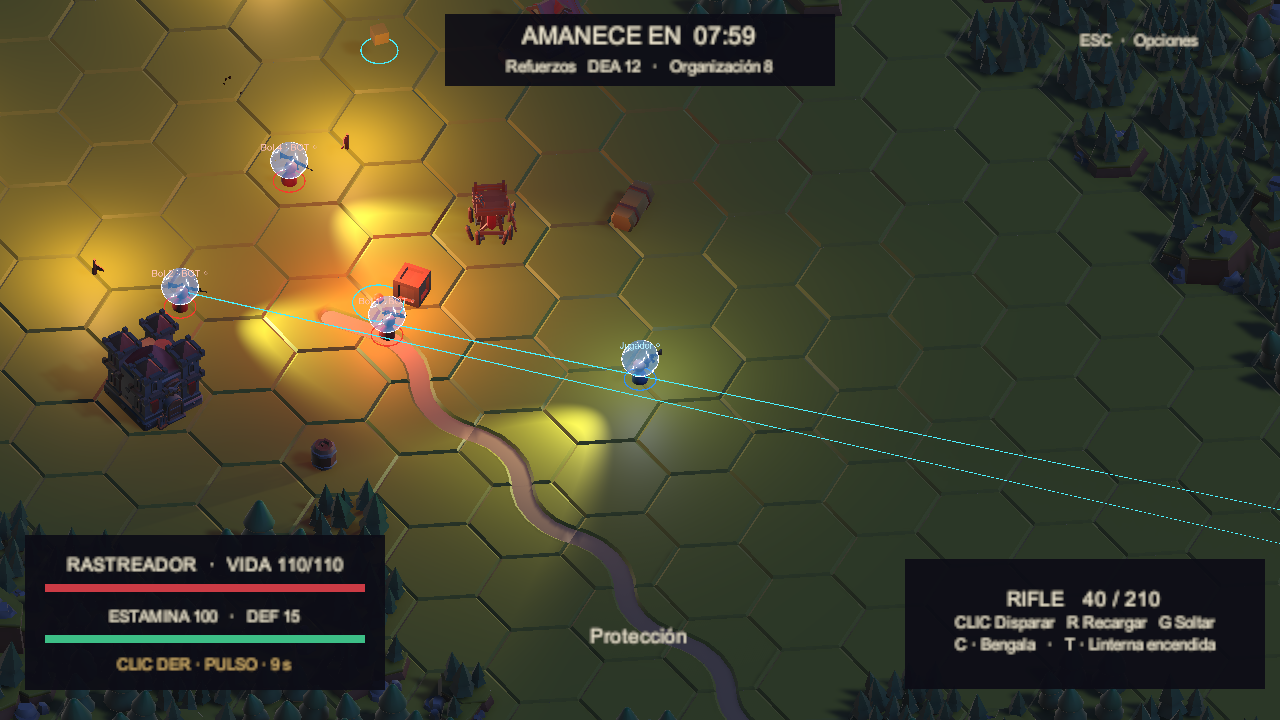 AMANECE EN 07:59
Refuerzos DEA 12 · Organización 8
ESC · Opciones
Jugador
RASTREADOR · VIDA 110/110
ESTAMINA 100 · DEF 15
CLIC DER · PULSO · 9 s
Protección
RIFLE 40 / 210
CLIC Disparar R Recargar G Soltar
C · Bengala · T · Linterna encendida